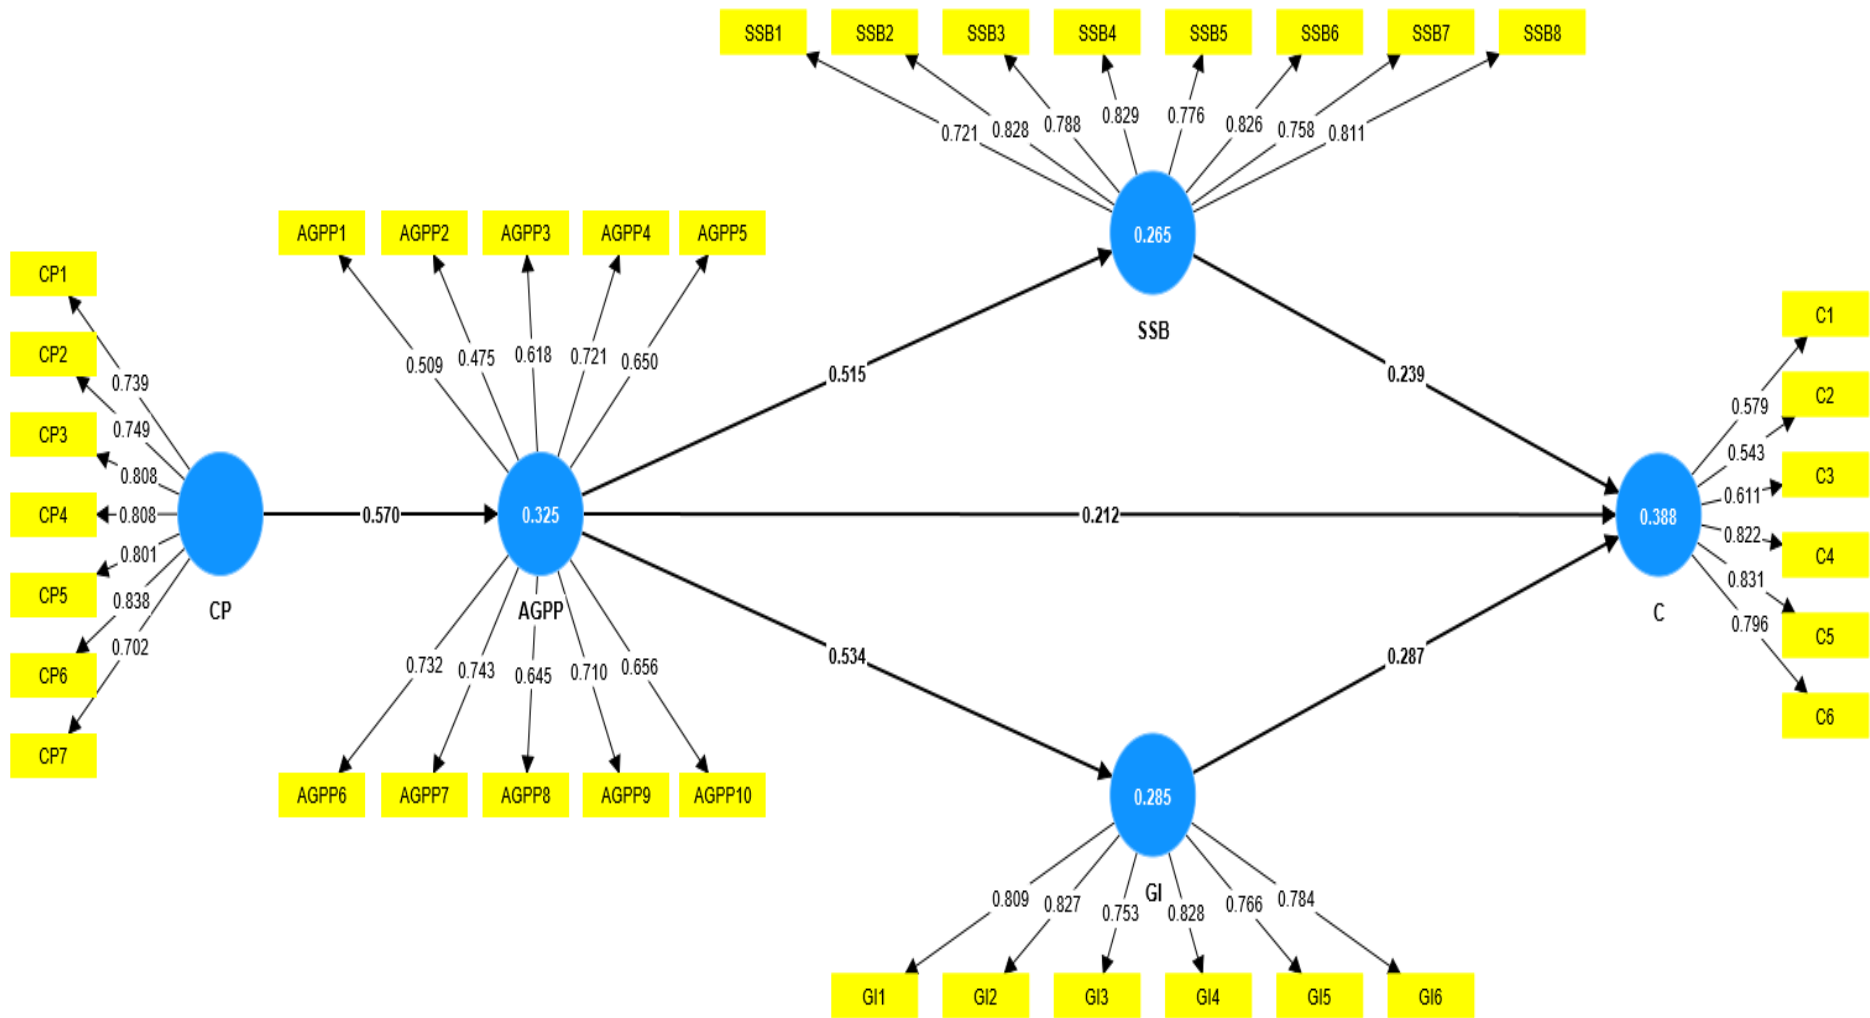 SSB1 SSB2 SSB3 SSB4 SSB5 SSB6 SSB7 SSB8
0.721 0.828 0.788 0.829 0.776 0.826 0.758 0.811
0.265
SSB
AGPP1 AGPP2 AGPP3 AGPP4 AGPP5
0.509 0.475 0.618 0.721 0.650
CP1
CP2
CP3
CP4
CP5
CP6
CP7
0.739
0.749
0.808
0.808
0.801
0.838
0.702
CP
0.570
0.325
AGPP
0.732 0.743 0.645 0.710 0.656
AGPP6 AGPP7 AGPP8 AGPP9 AGPP10
0.515
0.212
0.534
0.239
0.287
0.388
C
0.579
0.543
0.611
0.822
0.831
0.796
C1
C2
C3
C4
C5
C6
0.285
GI
0.809 0.827 0.753 0.828 0.766 0.784
GI1 GI2 GI3 GI4 GI5 GI6